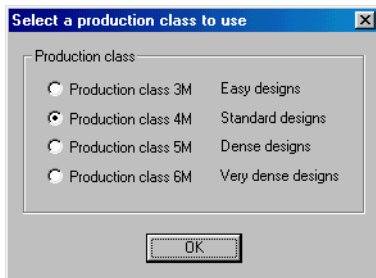 Select a production class to use
Production class
Production class 3M Easy designs
Production class 4M Standard designs
Production class 5M Dense designs
Production class 6M Very dense designs
OK